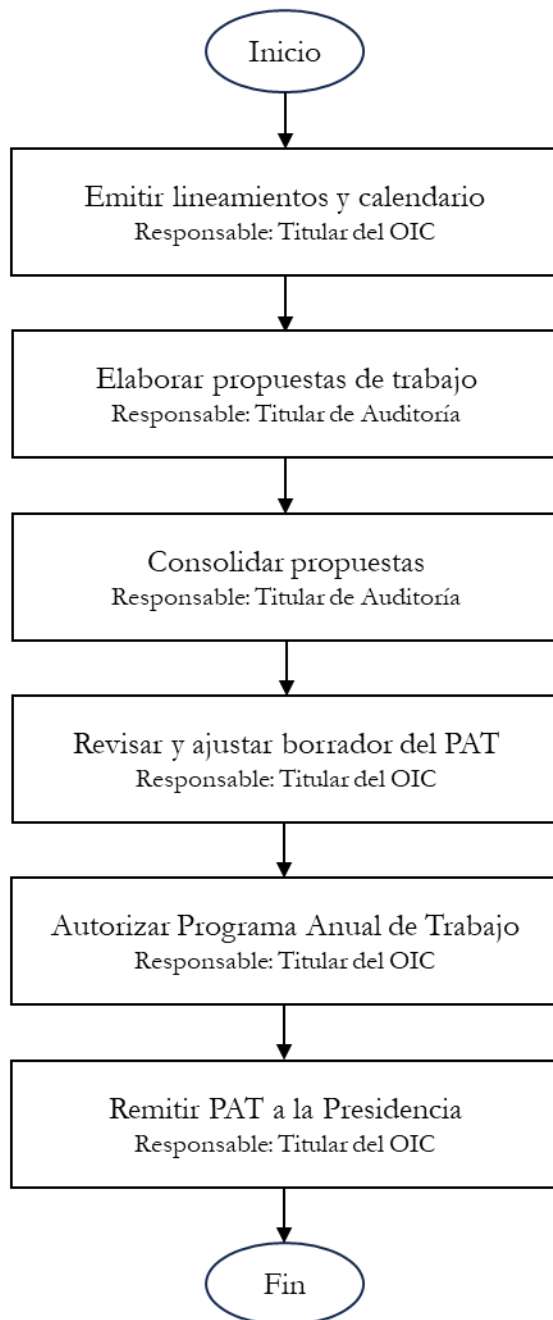 Inicio
Emitir lineamientos y calendario
Responsable: Titular del OIC
Elaborar propuestas de trabajo
Responsable: Titular de Auditoría
Consolidar propuestas
Responsable: Titular de Auditoría
Revisar y ajustar borrador del PAT
Responsable: Titular del OIC
Autorizar Programa Anual de Trabajo
Responsable: Titular del OIC
Remitir PAT a la Presidencia
Responsable: Titular del OIC
Fin